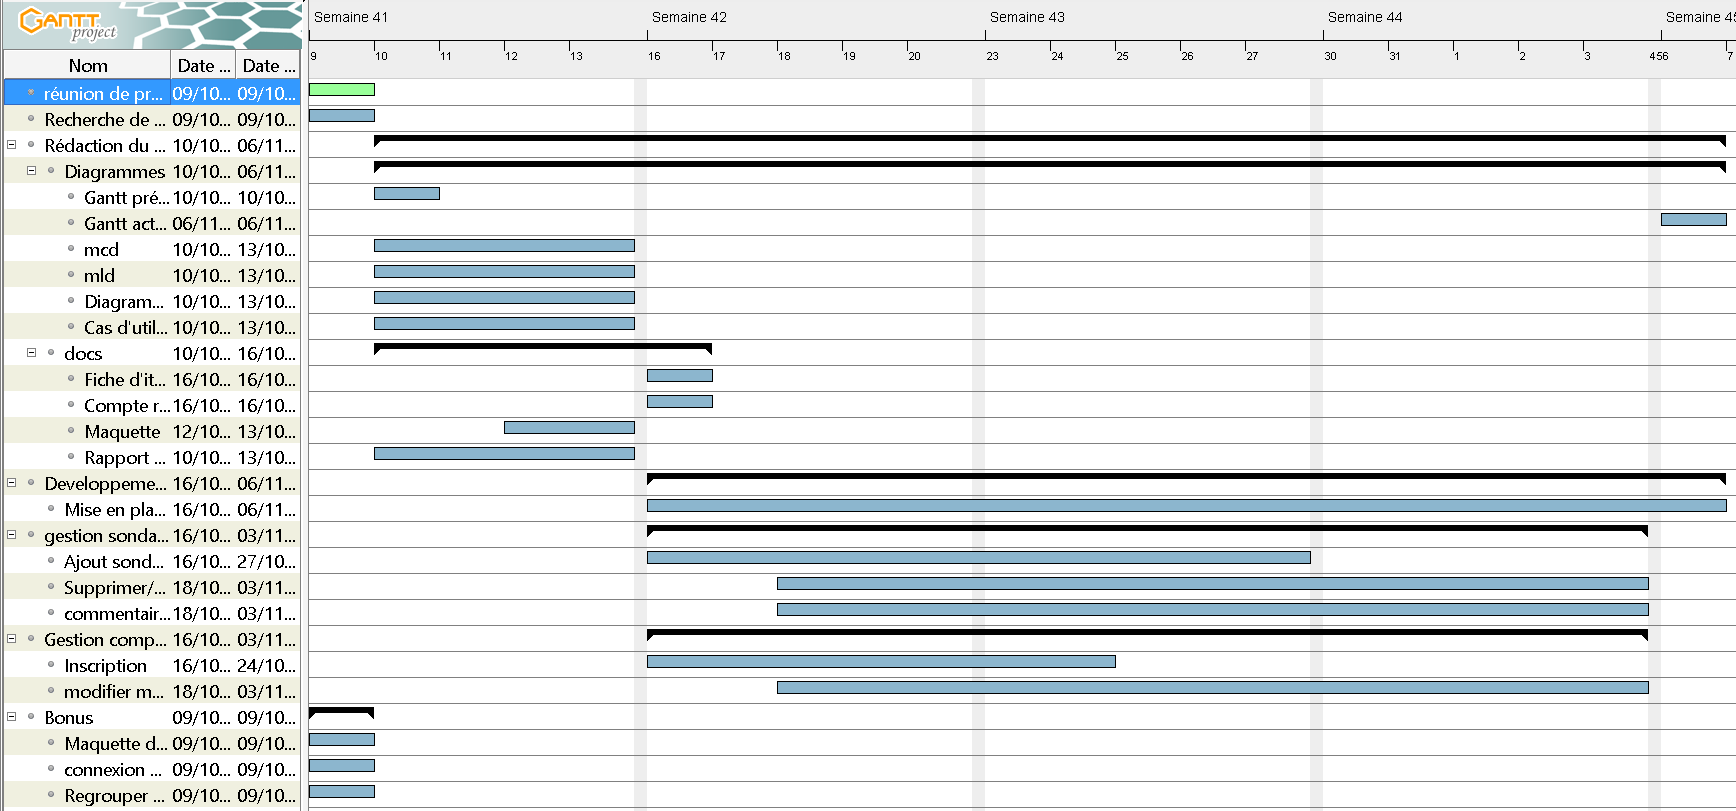 GANTT project
Semaine 41 Semaine 42 Semaine 43 Semaine 44 Semaine 45
9 10 11 12 13 16 17 18 19 20 23 24 25 26 27 30 31 1 2 3 456 7
Nom Date ... Date ...
réunion de pr... 09/10... 09/10...
Recherche de ... 09/10... 09/10...
Rédaction du ... 10/10... 06/11...
Diagrammes 10/10... 06/11...
Gantt pré... 10/10... 10/10...
Gantt act... 06/11... 06/11...
mcd 10/10... 13/10...
mld 10/10... 13/10...
Diagram... 10/10... 13/10...
Cas d'util... 10/10... 13/10...
docs 10/10... 16/10...
Fiche d'it... 16/10... 16/10...
Compte r... 16/10... 16/10...
Maquette 12/10... 13/10...
Rapport ... 10/10... 13/10...
Developpeme... 16/10... 06/11...
Mise en pla... 16/10... 06/11...
gestion sonda... 16/10... 03/11...
Ajout sond... 16/10... 27/10...
Supprimer/... 18/10... 03/11...
commentair... 18/10... 03/11...
Gestion comp... 16/10... 03/11...
Inscription 16/10... 24/10...
modifier m... 18/10... 03/11...
Bonus 09/10... 09/10...
Maquette d... 09/10... 09/10...
connexion ... 09/10... 09/10...
Regrouper ... 09/10... 09/10...